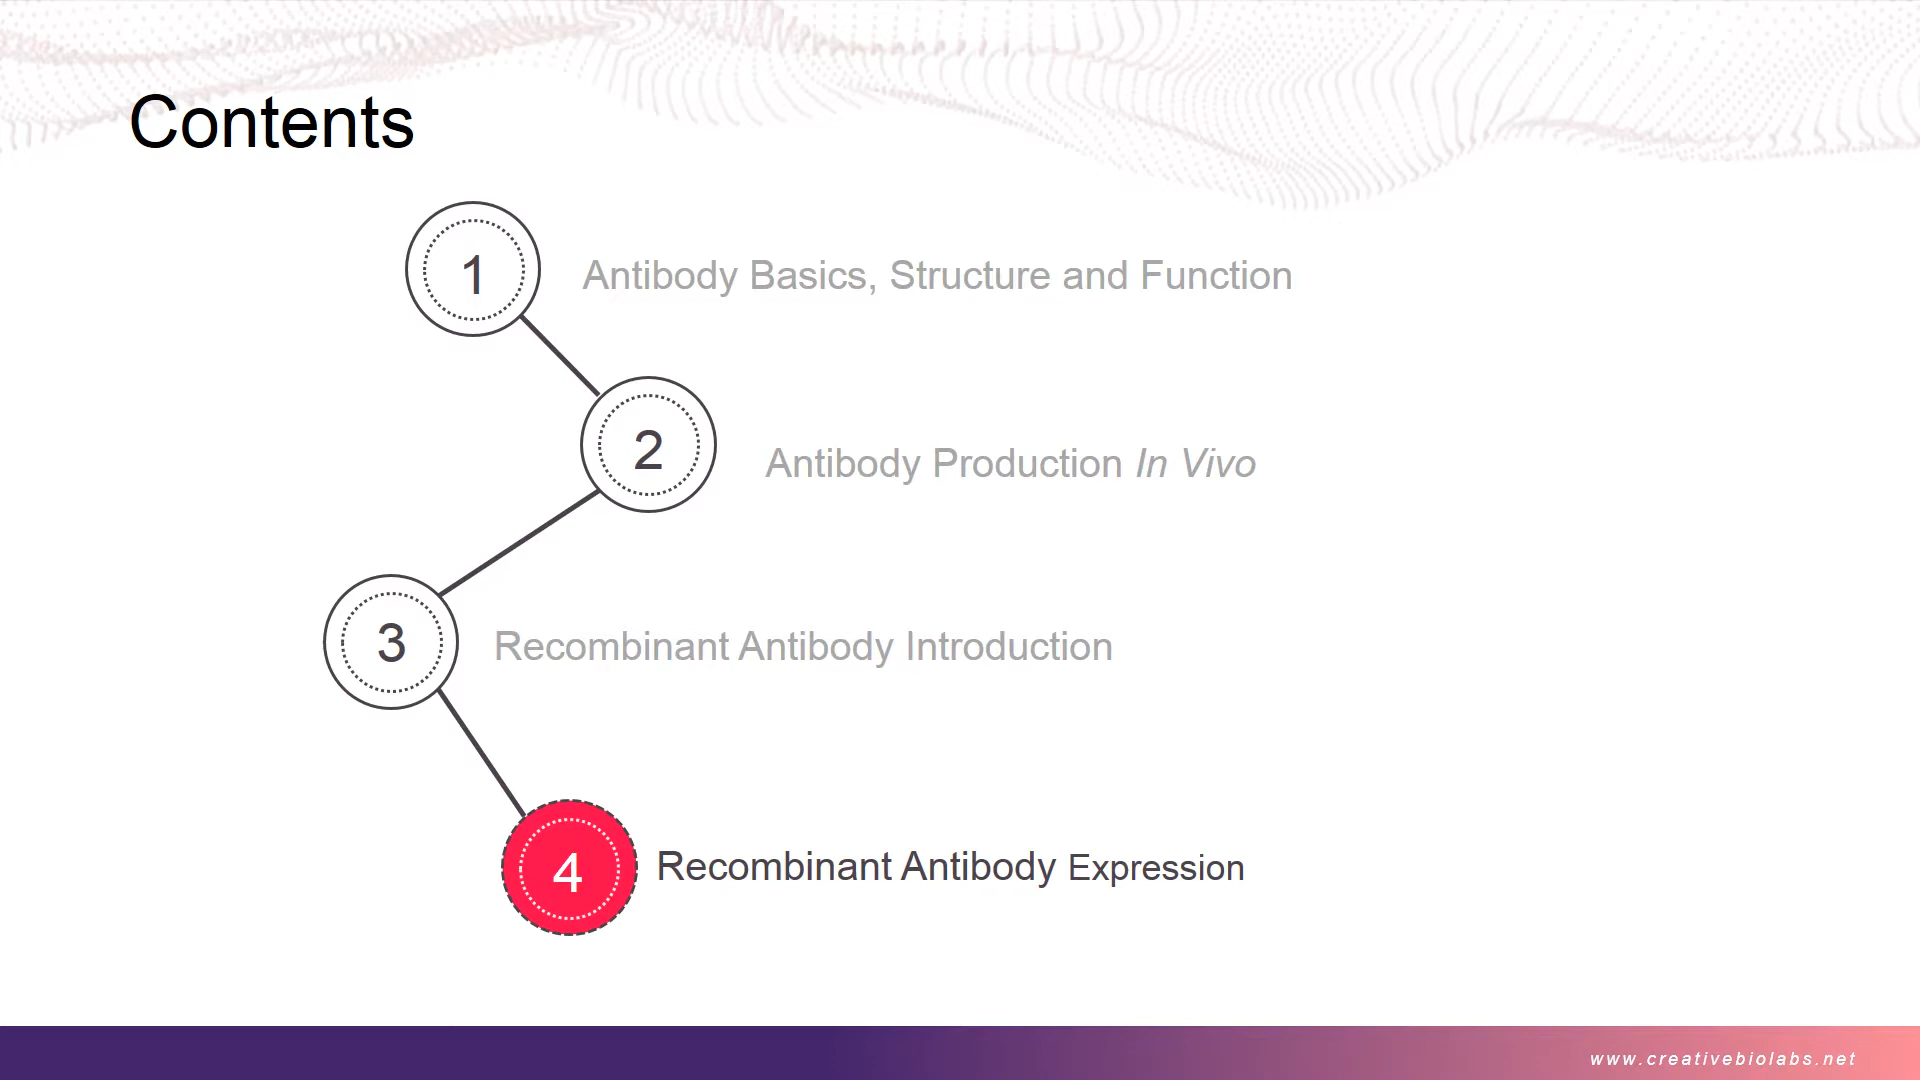 Contents
1
Antibody Basics, Structure and Function
2
Antibody Production In Vivo
3
Recombinant Antibody Introduction
4
Recombinant Antibody Expression
www.creativebiolabs.net